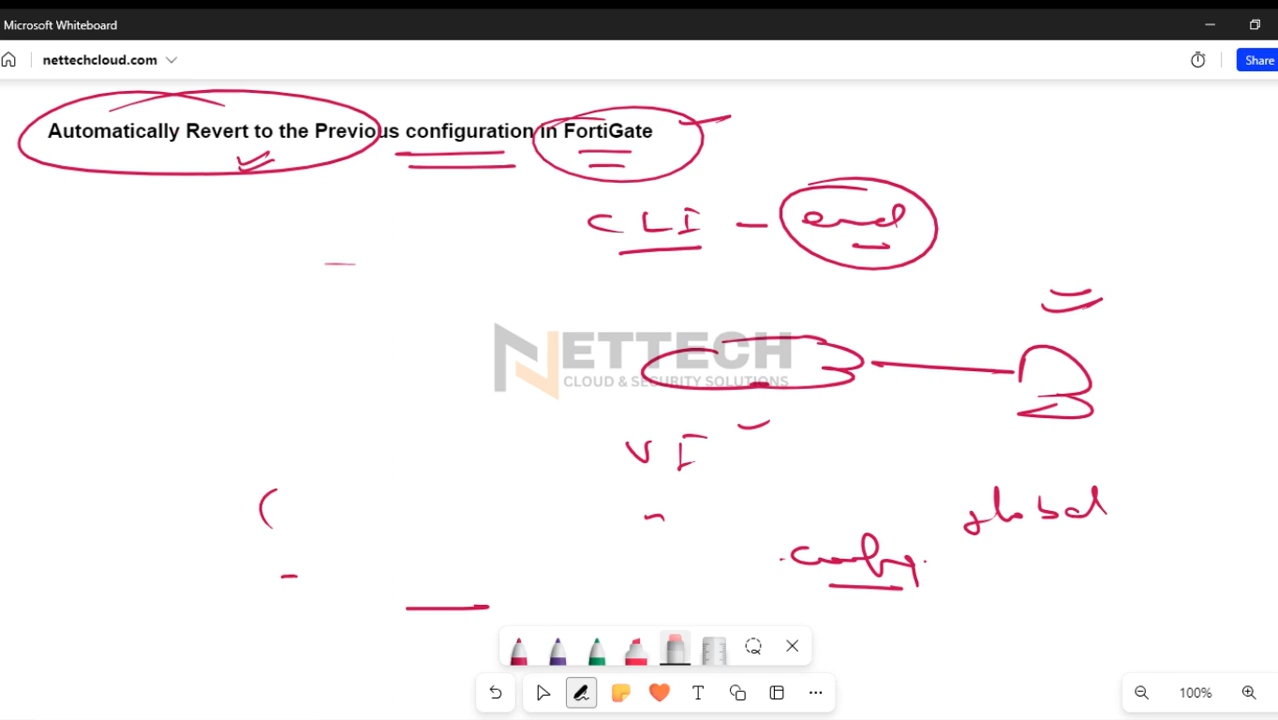 Microsoft Whiteboard
nettechcloud.com
Share
Automatically Revert to the Previous configuration in FortiGate
CLI - end
NETTECH
CLOUD & SECURITY SOLUTIONS
VI
global
config
100%